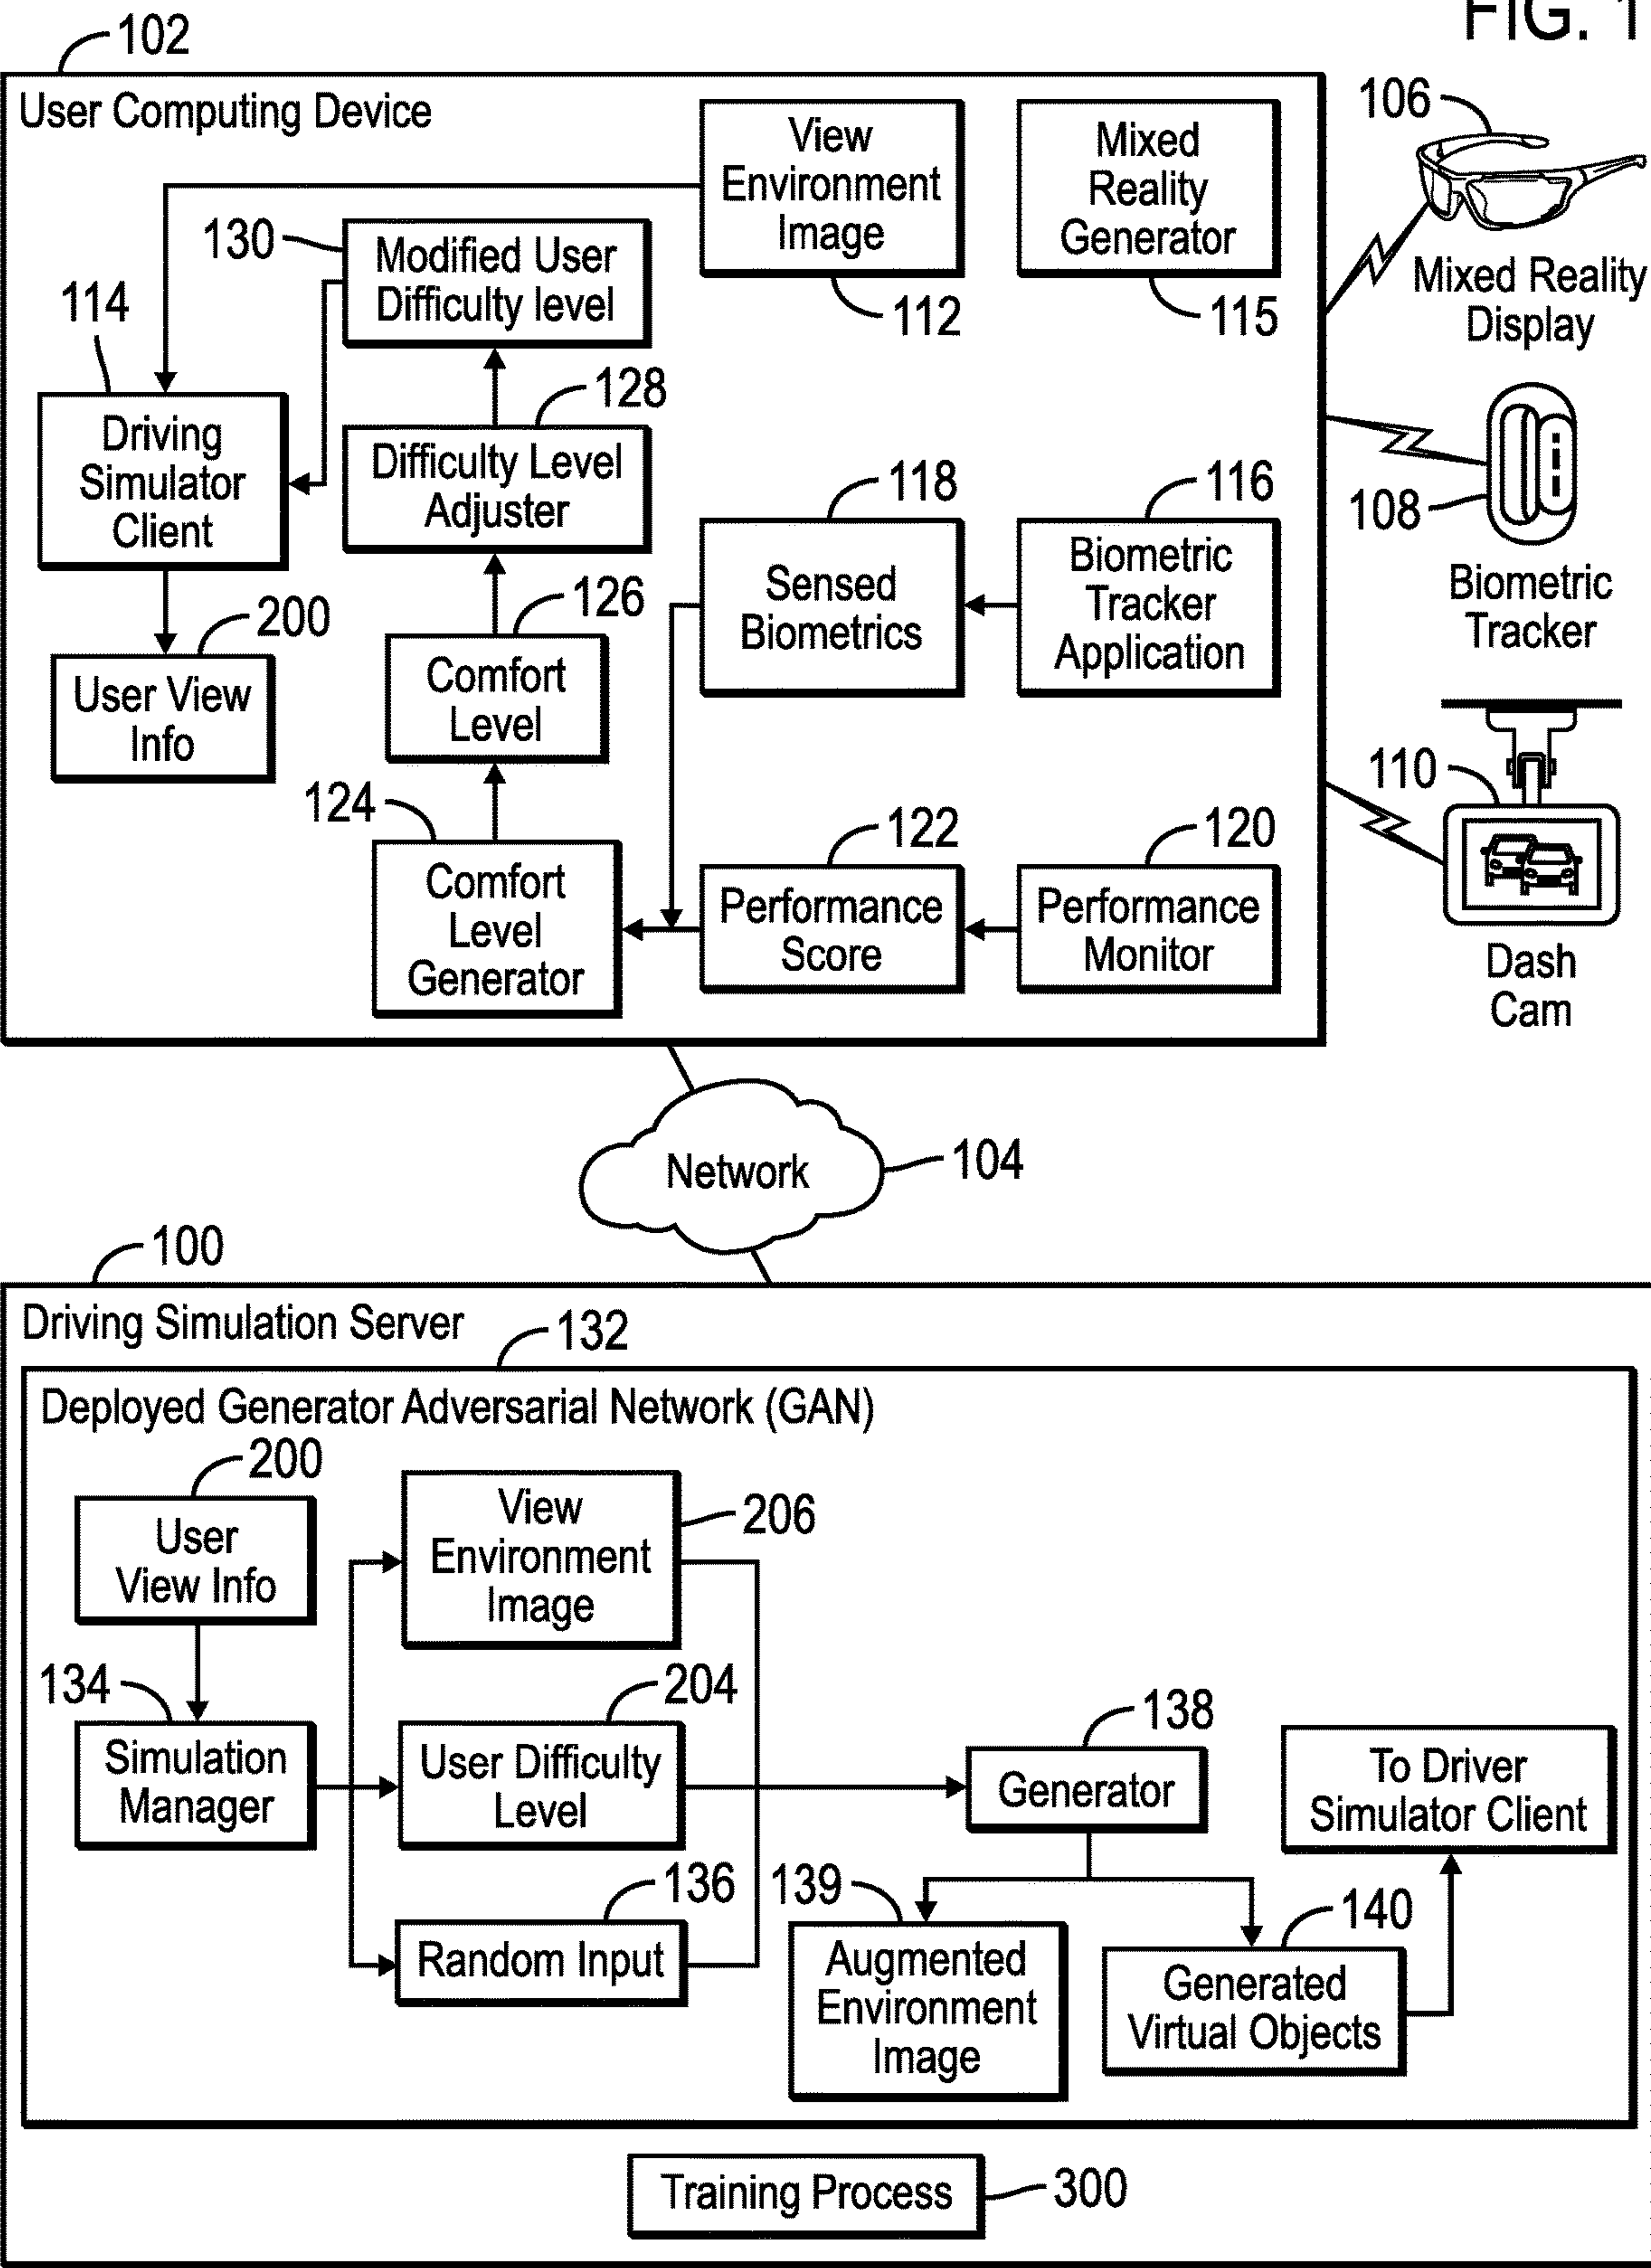 FIG. 1
102
User Computing Device
View
Environment
Image
112
Mixed
Reality
Generator
115
106
Mixed Reality
Display
130
Modified User
Difficulty level
114
Driving
Simulator
Client
128
Difficulty Level
Adjuster
118
Sensed
Biometrics
116
Biometric
Tracker
Application
108
Biometric
Tracker
200
User View
Info
126
Comfort
Level
124
Comfort
Level
Generator
122
Performance
Score
120
Performance
Monitor
110
Dash
Cam
Network
104
100
Driving Simulation Server
132
Deployed Generator Adversarial Network (GAN)
200
User
View Info
View
Environment
Image
206
134
Simulation
Manager
204
User Difficulty
Level
138
Generator
To Driver
Simulator Client
136
Random Input
139
Augmented
Environment
Image
140
Generated
Virtual Objects
Training Process
300